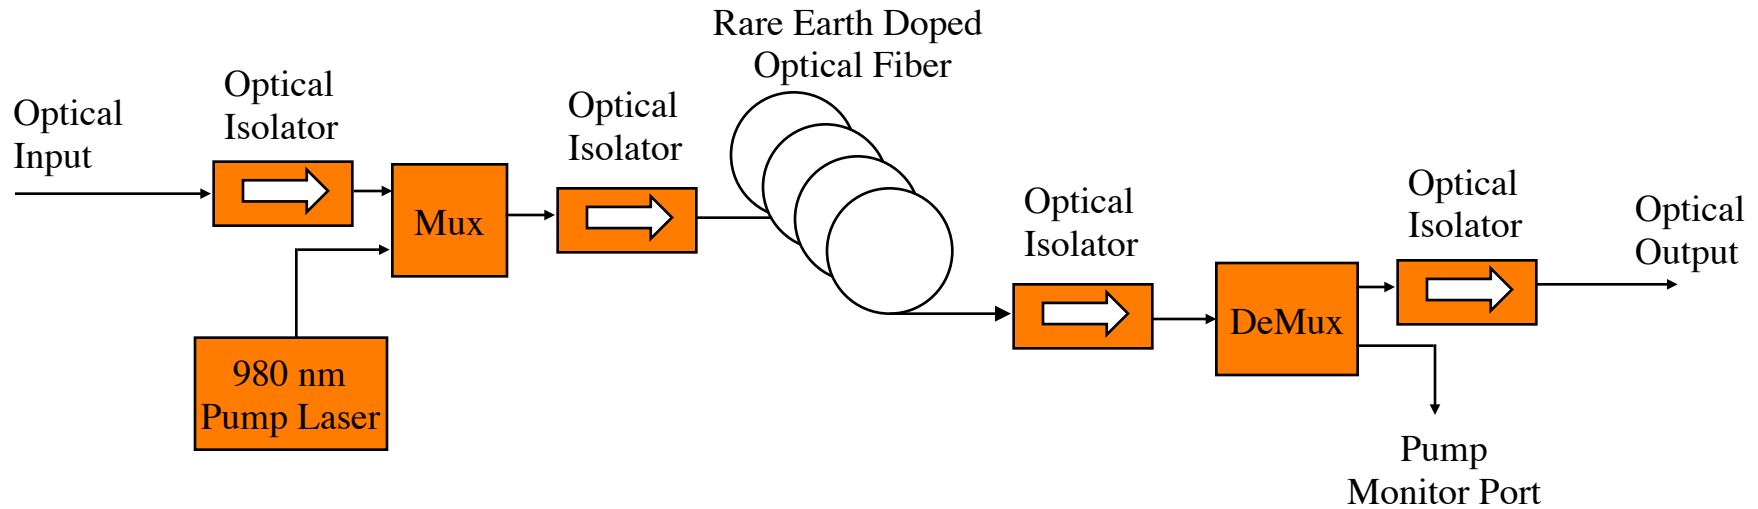 Rare Earth Doped
Optical Fiber
Optical
Input
Optical
Isolator
Mux
980 nm
Pump Laser
Optical
Isolator
Optical
Isolator
DeMux
Optical
Isolator
Optical
Output
Pump
Monitor Port